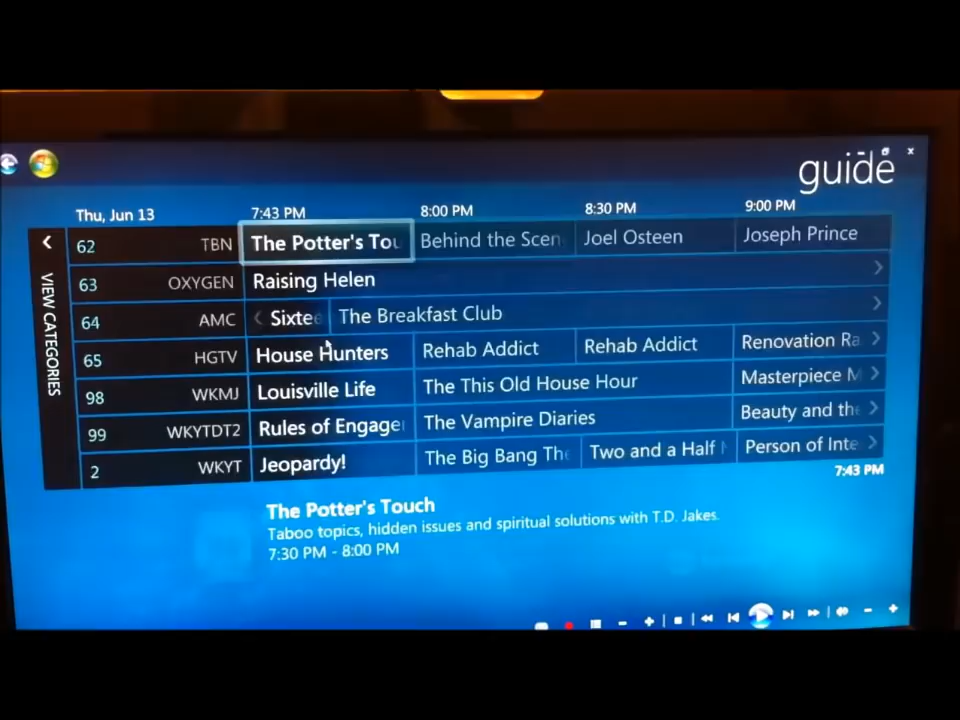 guide
Thu, Jun 13 7:43 PM 8:00 PM 8:30 PM 9:00 PM
VIEW CATEGORIES
62 TBN The Potter's Tou Behind the Scen Joel Osteen Joseph Prince
63 OXYGEN Raising Helen
64 AMC Sixtee The Breakfast Club
65 HGTV House Hunters Rehab Addict Rehab Addict Renovation Ra
98 WKMJ Louisville Life The This Old House Hour Masterpiece M
99 WKYTDT2 Rules of Engage The Vampire Diaries Beauty and the
2 WKYT Jeopardy! The Big Bang The Two and a Half Person of Inte
7:43 PM
The Potter's Touch
Taboo topics, hidden issues and spiritual solutions with T.D. Jakes.
7:30 PM - 8:00 PM